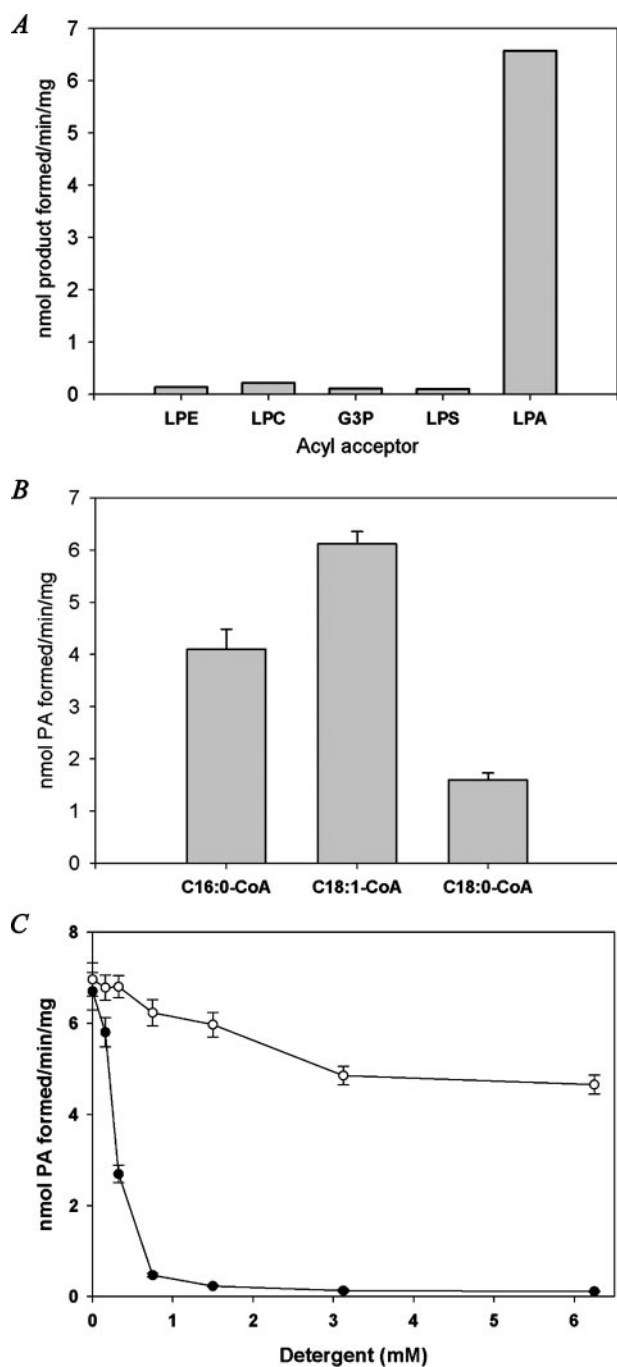 A
nmol product formed/min/mg
7
6
5
4
3
2
1
0
LPE LPC G3P LPS LPA
Acyl acceptor
B
nmol PA formed/min/mg
7
6
5
4
3
2
1
0
C16:0-CoA C18:1-CoA C18:0-CoA
C
nmol PA formed/min/mg
8
6
4
2
0
0 1 2 3 4 5 6
Detergent (mM)